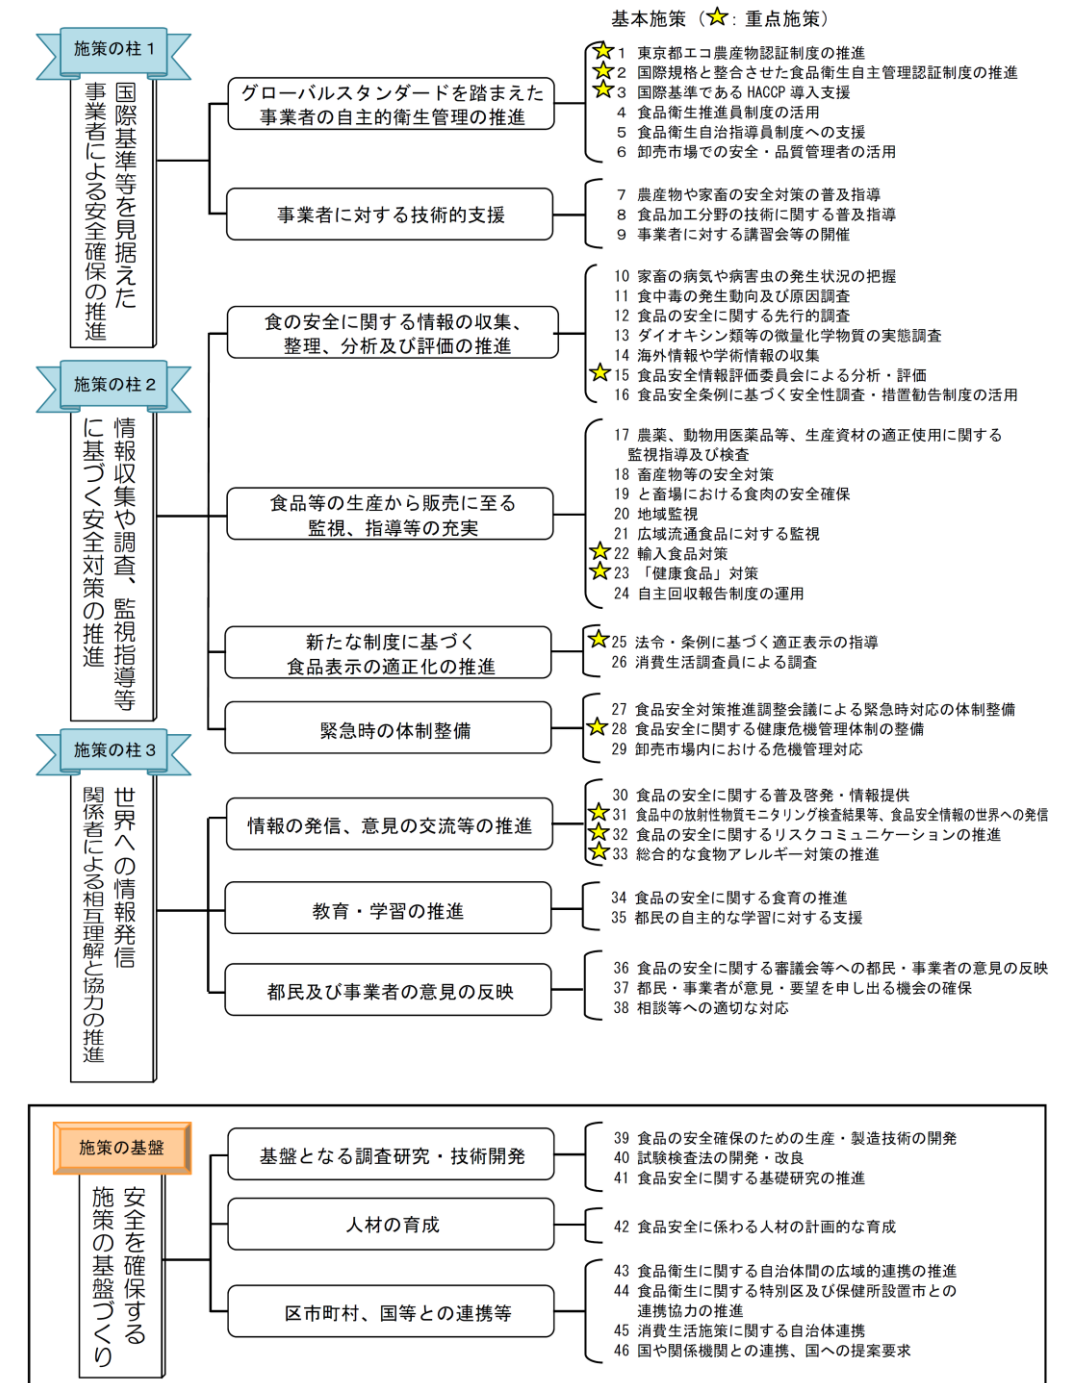 基本施策（☆：重点施策）
施策の柱１
国際基準等を見据えた
事業者による安全確保の推進
グローバルスタンダードを踏まえた
事業者の自主的衛生管理の推進
☆1 東京都エコ農産物認証制度の推進
☆2 国際規格と整合させた食品衛生自主管理認証制度の推進
☆3 国際基準であるHACCP導入支援
4 食品衛生推進員制度の活用
5 食品衛生自治指導員制度への支援
6 卸売市場での安全・品質管理者の活用
事業者に対する技術的支援
7 農産物や家畜の安全対策の普及指導
8 食品加工分野の技術に関する普及指導
9 事業者に対する講習会等の開催
施策の柱２
情報収集や調査、監視指導等
に基づく安全対策の推進
食の安全に関する情報の収集、
整理、分析及び評価の推進
10 家畜の病気や病害虫の発生状況の把握
11 食中毒の発生動向及び原因調査
12 食品の安全に関する先行的調査
13 ダイオキシン類等の微量化学物質の実態調査
14 海外情報や学術情報の収集
☆15 食品安全情報評価委員会による分析・評価
16 食品安全条例に基づく安全性調査・措置勧告制度の活用
食品等の生産から販売に至る
監視、指導等の充実
17 農薬、動物用医薬品等、生産資材の適正使用に関する
監視指導及び検査
18 畜産物等の安全対策
19 と畜場における食肉の安全確保
20 地域監視
21 広域流通食品に対する監視
☆22 輸入食品対策
☆23 「健康食品」対策
24 自主回収報告制度の運用
新たな制度に基づく
食品表示の適正化の推進
☆25 法令・条例に基づく適正表示の指導
26 消費生活調査員による調査
緊急時の体制整備
27 食品安全対策推進調整会議による緊急時対応の体制整備
☆28 食品安全に関する健康危機管理体制の整備
29 卸売市場内における危機管理対応
施策の柱３
世界への情報発信
関係者による相互理解と協力の推進
情報の発信、意見の交流等の推進
30 食品の安全に関する普及啓発・情報提供
☆31 食品中の放射性物質モニタリング検査結果等、食品安全情報の世界への発信
☆32 食品の安全に関するリスクコミュニケーションの推進
☆33 総合的な食物アレルギー対策の推進
教育・学習の推進
34 食品の安全に関する食育の推進
35 都民の自主的な学習に対する支援
都民及び事業者の意見の反映
36 食品の安全に関する審議会等への都民・事業者の意見の反映
37 都民・事業者が意見・要望を申し出る機会の確保
38 相談等への適切な対応
施策の基盤
安全を確保する
施策の基盤づくり
基盤となる調査研究・技術開発
39 食品の安全確保のための生産・製造技術の開発
40 試験検査法の開発・改良
41 食品安全に関する基礎研究の推進
人材の育成
42 食品安全に係わる人材の計画的な育成
区市町村、国等との連携等
43 食品衛生に関する自治体間の広域的連携の推進
44 食品衛生に関する特別区及び保健所設置市との
連携協力の推進
45 消費生活施策に関する自治体連携
46 国や関係機関との連携、国への提案要求